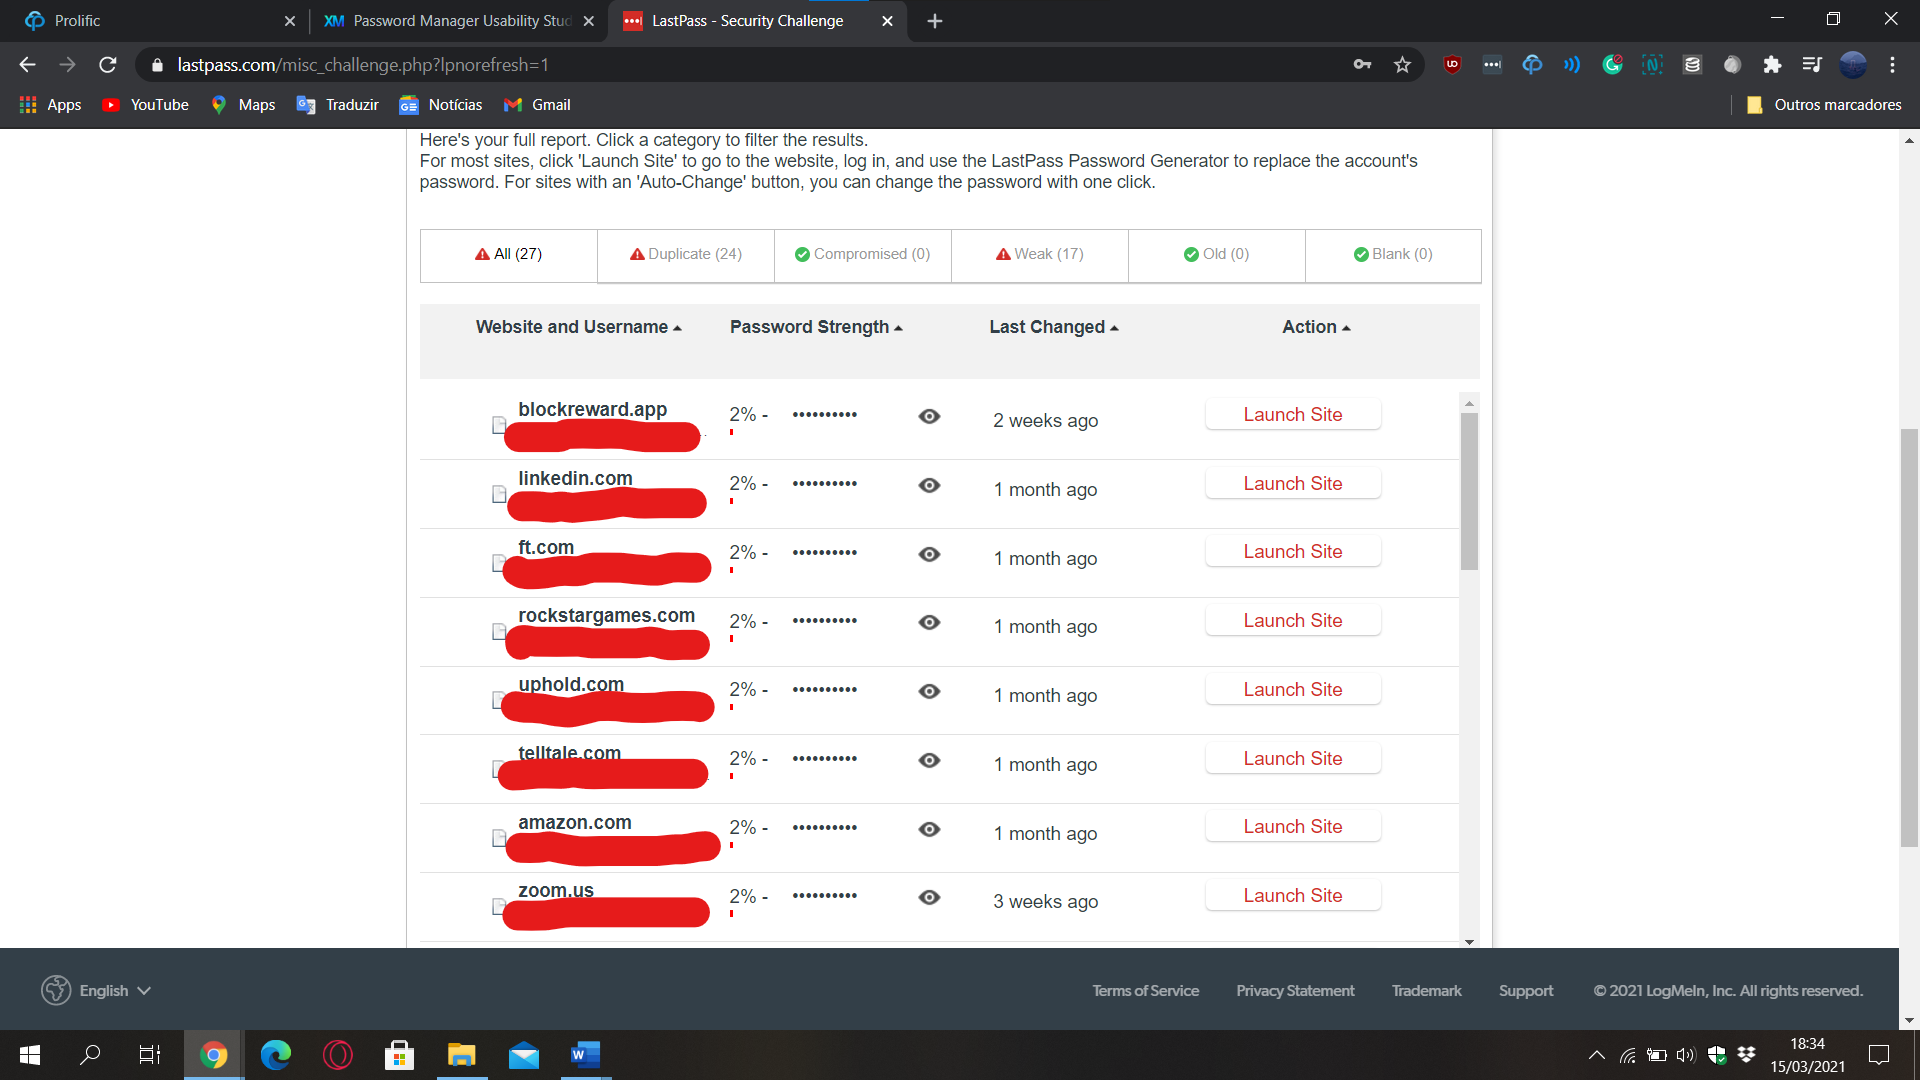 Prolific
XM Password Manager Usability Stud
LastPass - Security Challenge
lastpass.com/misc_challenge.php?lpnorefresh=1
Apps
YouTube
Maps
Traduzir
Notícias
Gmail
Outros marcadores
Here's your full report. Click a category to filter the results.
For most sites, click 'Launch Site' to go to the website, log in, and use the LastPass Password Generator to replace the account's
password. For sites with an 'Auto-Change' button, you can change the password with one click.
All (27)
Duplicate (24)
Compromised (0)
Weak (17)
Old (0)
Blank (0)
Website and Username
Password Strength
Last Changed
Action
blockreward.app
2% - ••••••••••
2 weeks ago
Launch Site
linkedin.com
2% - ••••••••••
1 month ago
Launch Site
ft.com
2% - ••••••••••
1 month ago
Launch Site
rockstargames.com
2% - ••••••••••
1 month ago
Launch Site
uphold.com
2% - ••••••••••
1 month ago
Launch Site
telltale.com
2% - ••••••••••
1 month ago
Launch Site
amazon.com
2% - ••••••••••
1 month ago
Launch Site
zoom.us
2% - ••••••••••
3 weeks ago
Launch Site
English
Terms of Service
Privacy Statement
Trademark
Support
© 2021 LogMeIn, Inc. All rights reserved.
18:34
15/03/2021